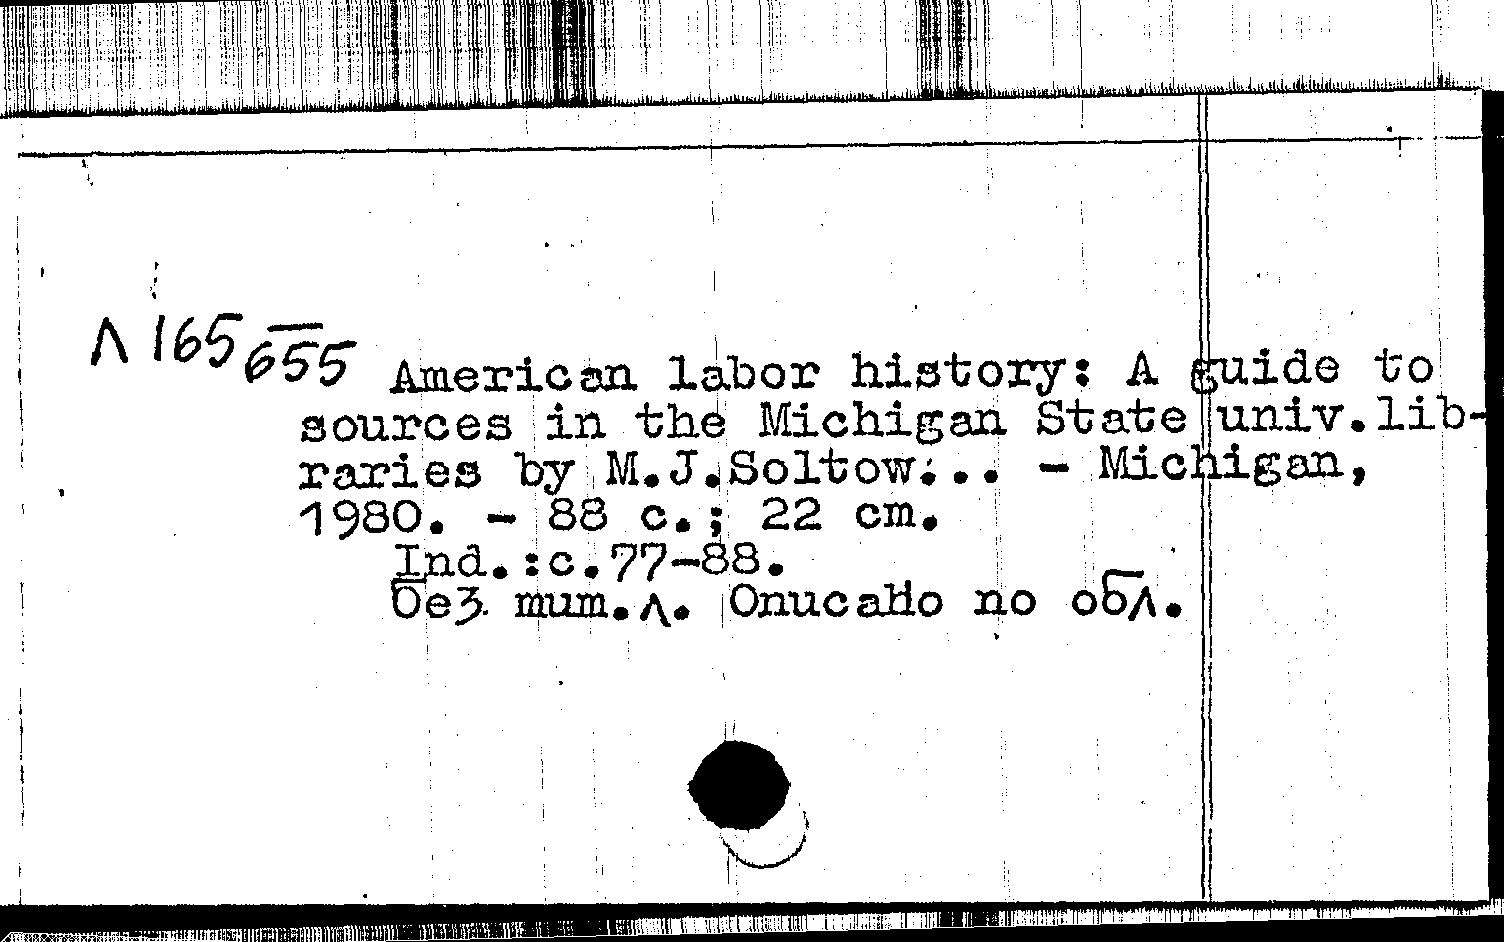 Л 165
655
American labor history: A guide to
sources in the Michigan State univ.lib-
raries by M.J.Soltow... - Michigan,
1980. - 88 c.; 22 cm.
Ind.:c.77-88.
Без тит.л. Описано по обл.